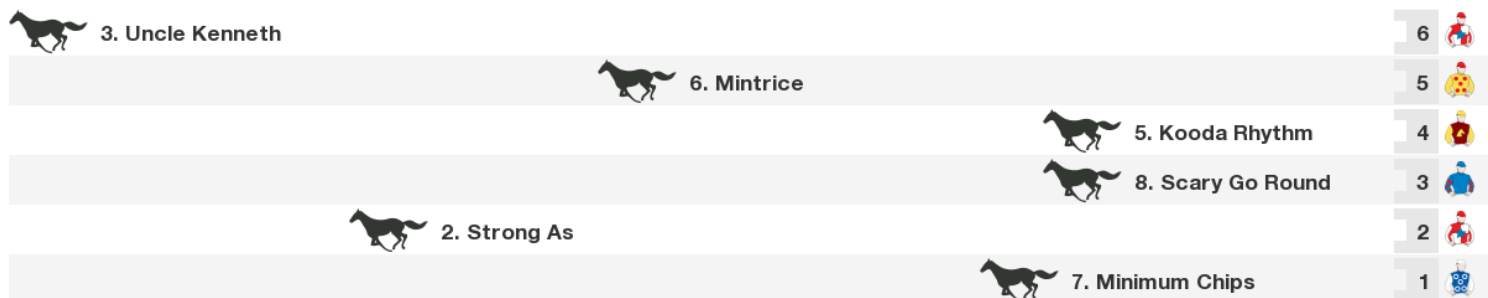 3. Uncle Kenneth 6
6. Mintrice 5
5. Kooda Rhythm 4
8. Scary Go Round 3
2. Strong As 2
7. Minimum Chips 1